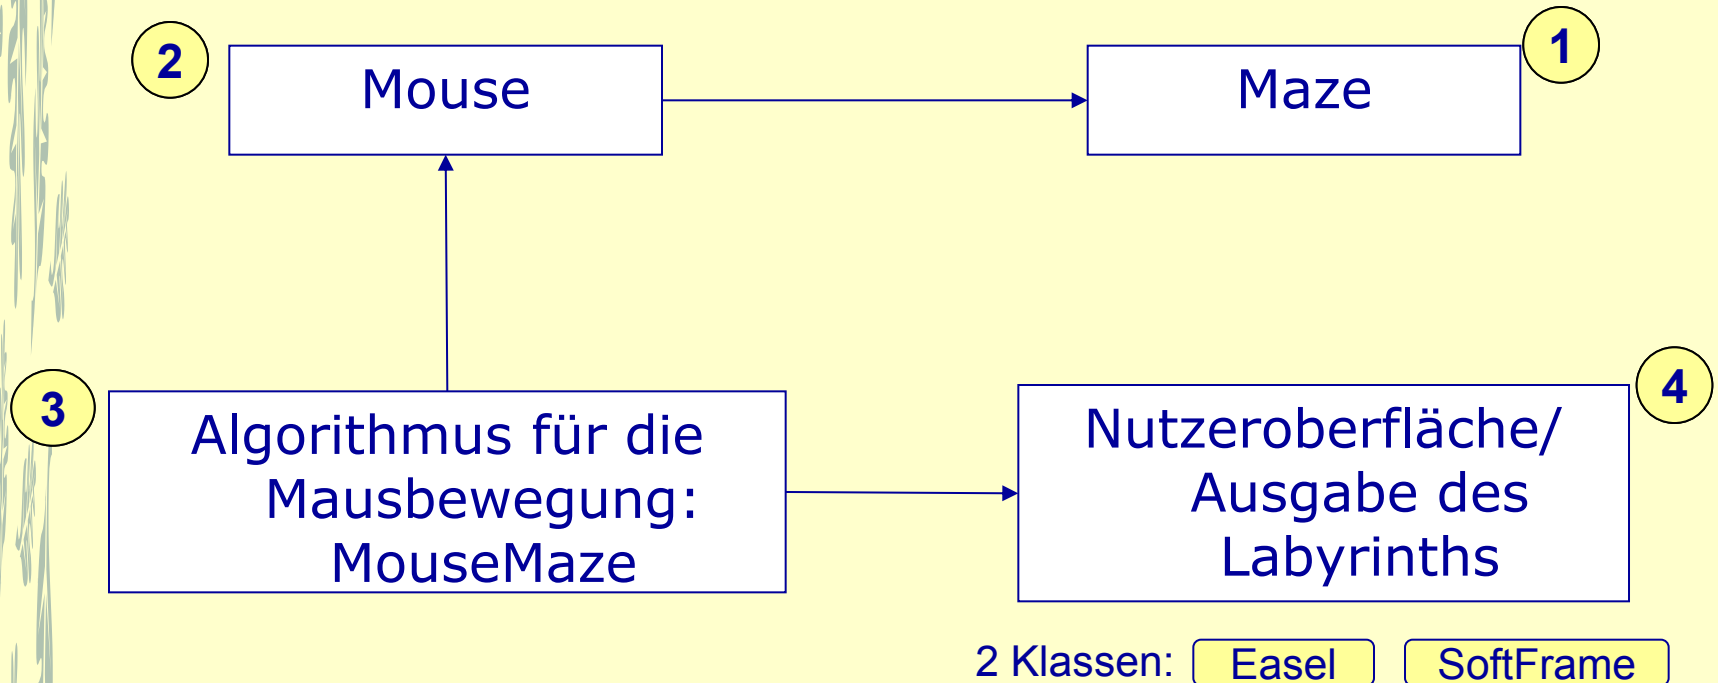 2
Mouse
Maze
1
3
Algorithmus für die
Mausbewegung:
MouseMaze
Nutzeroberfläche/
Ausgabe des
Labyrinths
4
2 Klassen: Easel SoftFrame